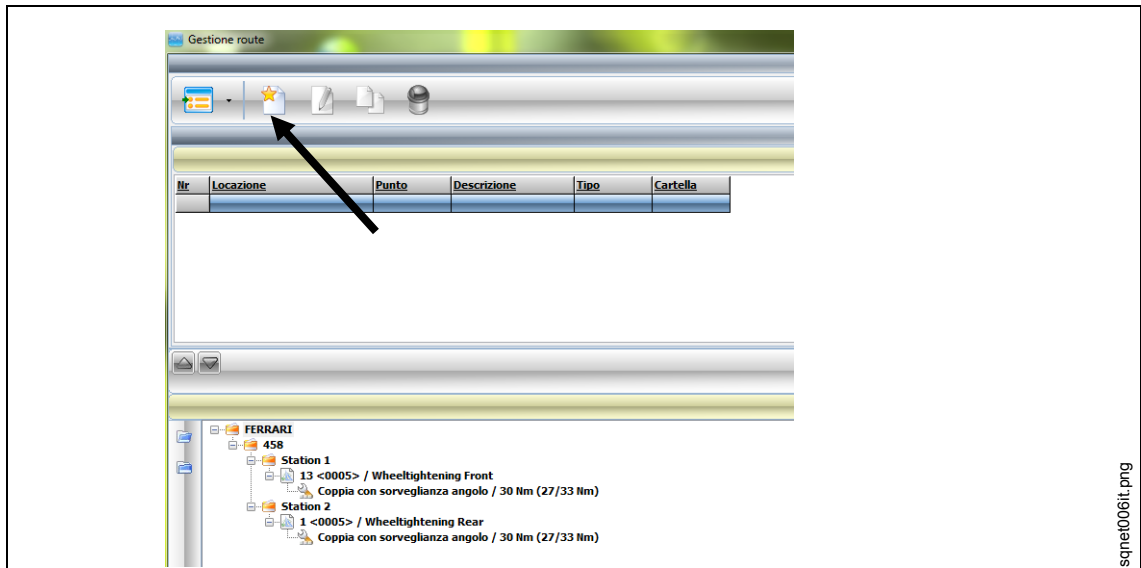 Gestione route
Nr Locazione Punto Descrizione Tipo Cartella
FERRARI
458
Station 1
13 <0005> / Wheeltightening Front
Coppia con sorveglianza angolo / 30 Nm (27/33 Nm)
Station 2
1 <0005> / Wheeltightening Rear
Coppia con sorveglianza angolo / 30 Nm (27/33 Nm)
sqnet006it.png